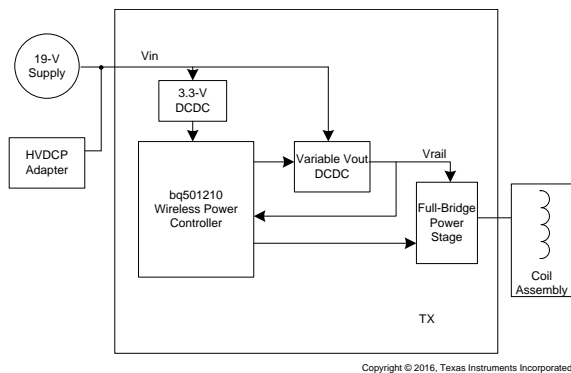 19-V
Supply
Vin
3.3-V
DCDC
HVDCP
Adapter
Variable Vout
DCDC
Vrail
bq501210
Wireless Power
Controller
Full-Bridge
Power
Stage
Coil
Assembly
TX
Copyright © 2016, Texas Instruments Incorporated